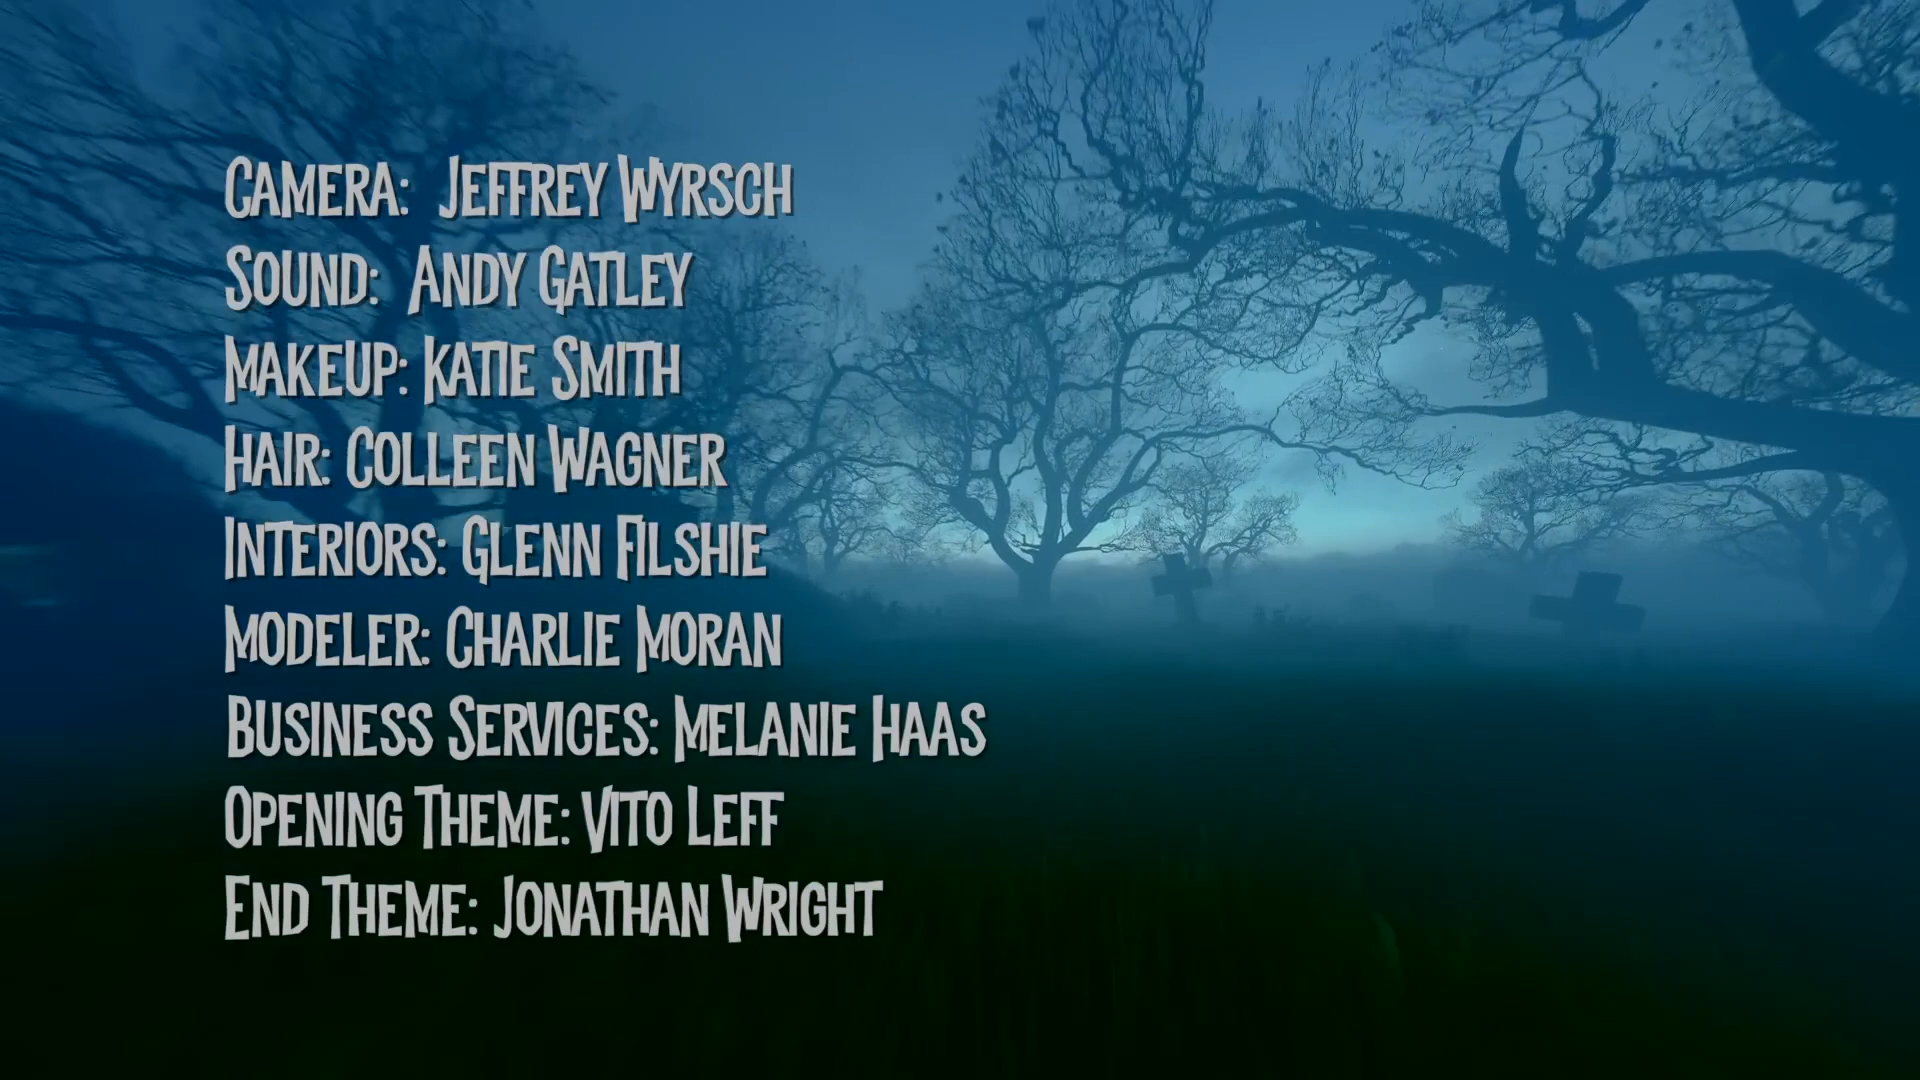 Camera: Jeffrey Wyrsch
Sound: Andy Gatley
Makeup: Katie Smith
Hair: Colleen Wagner
Interiors: Glenn Filshie
Modeler: Charlie Moran
Business Services: Melanie Haas
Opening Theme: Vito Leff
End Theme: Jonathan Wright